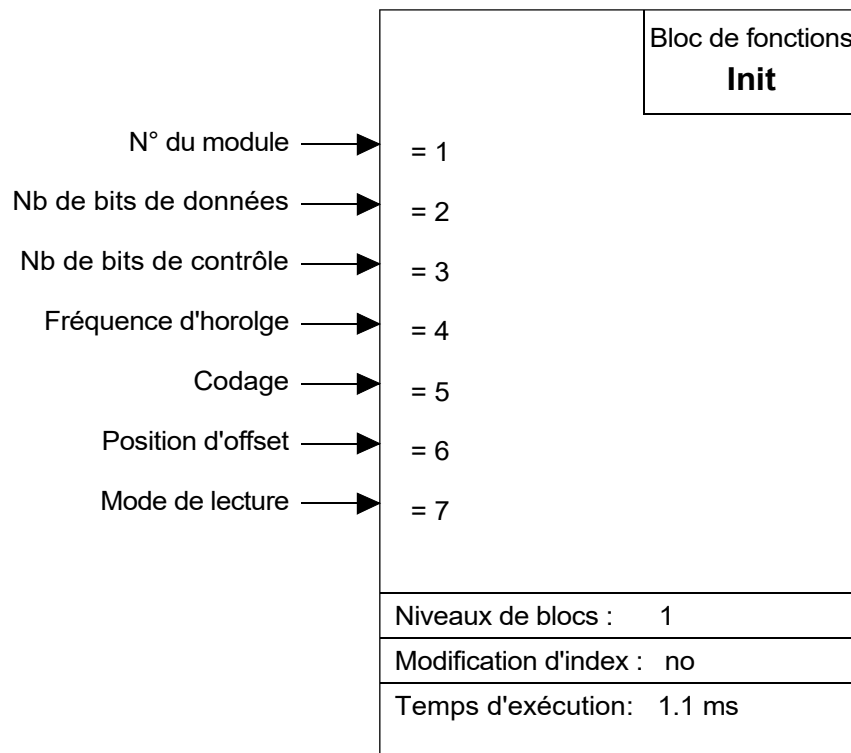 Bloc de fonctions
Init
N° du module = 1
Nb de bits de données = 2
Nb de bits de contrôle = 3
Fréquence d'horolge = 4
Codage = 5
Position d'offset = 6
Mode de lecture = 7
Niveaux de blocs : 1
Modification d'index : no
Temps d'exécution: 1.1 ms